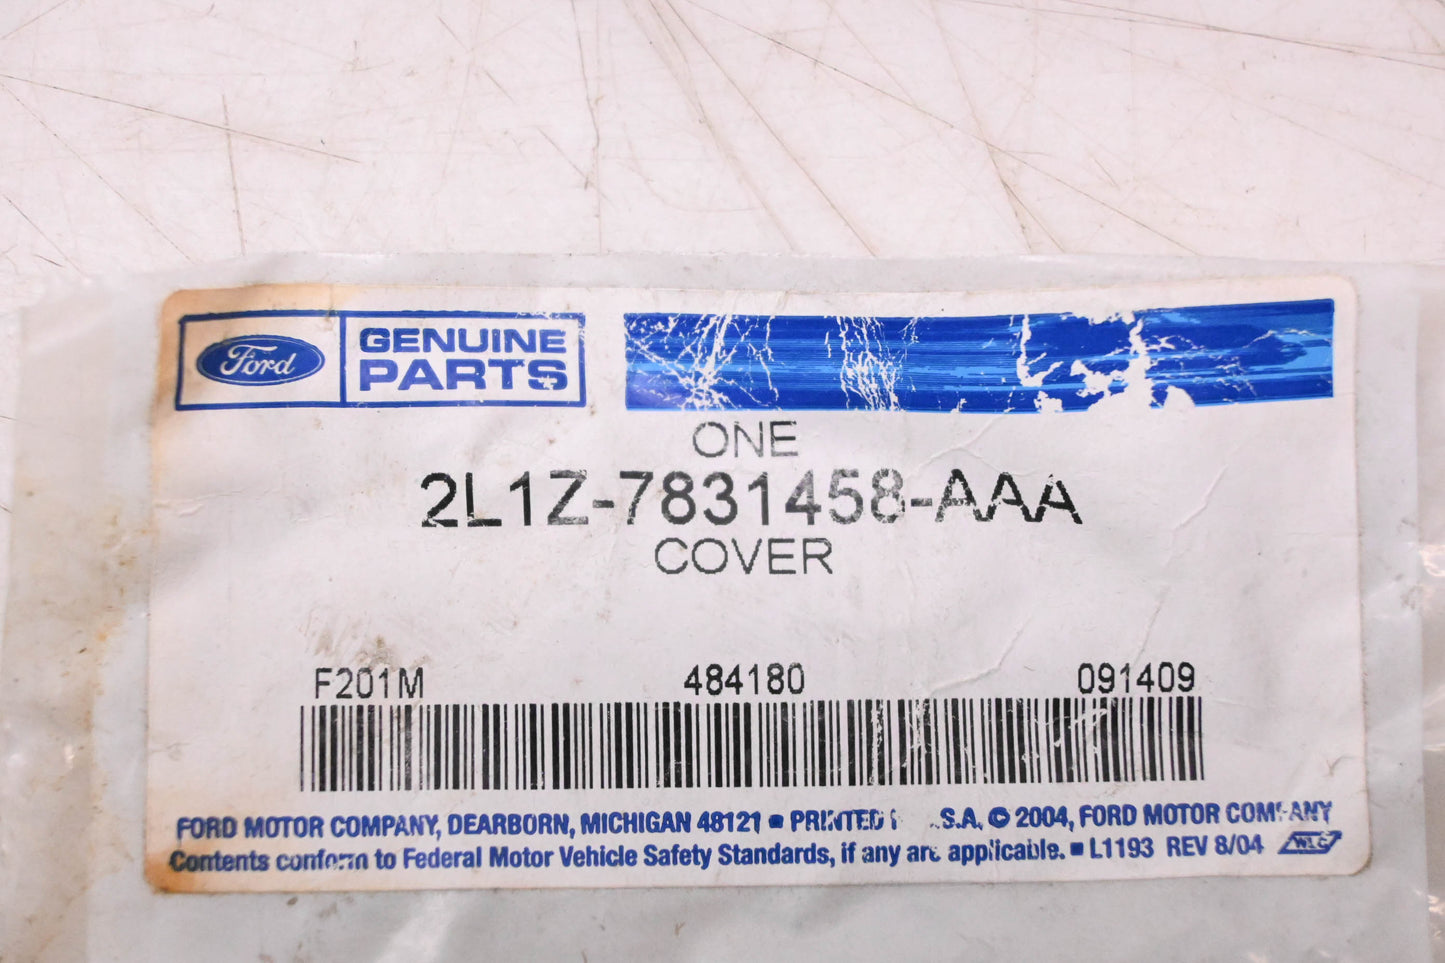 Ford
GENUINE
PARTS
ONE
2L1Z-7831458-AAA
COVER
F201M 484180 091409
FORD MOTOR COMPANY, DEARBORN, MICHIGAN 48121 ▪ PRINTED S.A. © 2004, FORD MOTOR COMPANY
Contents conform to Federal Motor Vehicle Safety Standards, if any are applicable. ▪ L1193 REV 8/04